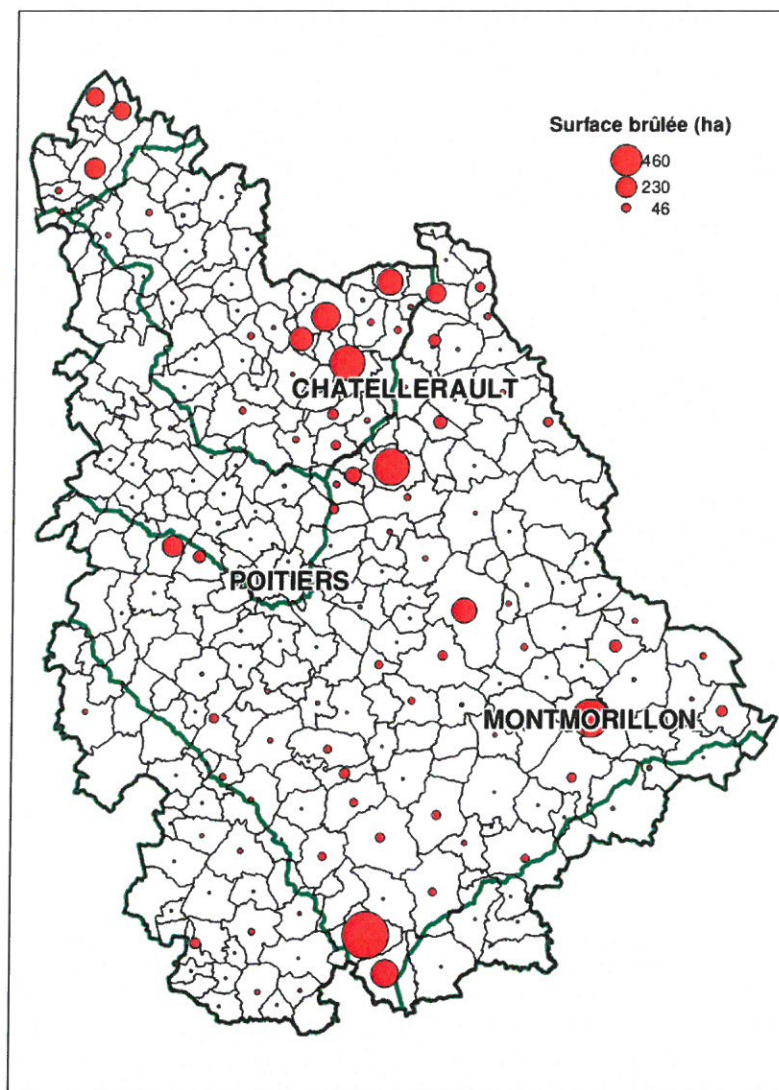 Surface brûlée (ha)
460
230
46
CHATELLERAULT
POITIERS
MONTMORILLON